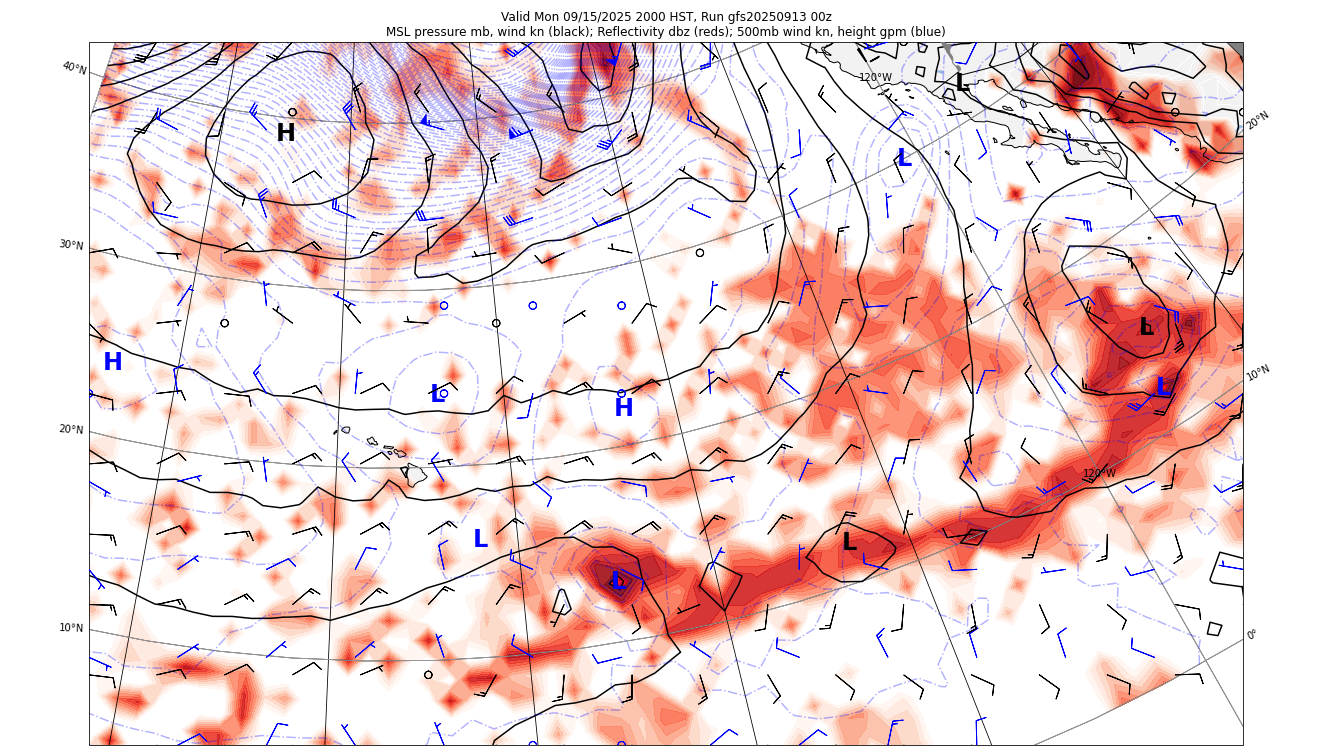 Valid Mon 09/15/2025 2000 HST, Run gfs20250913 00z
MSL pressure mb, wind kn (black); Reflectivity dbz (reds); 500mb wind kn, height gpm (blue)
40°N
120°W
L
20°N
H
L
30°N
L
H
10°N
L
L
H
20°N
120°W
L
L
L
10°N
0°